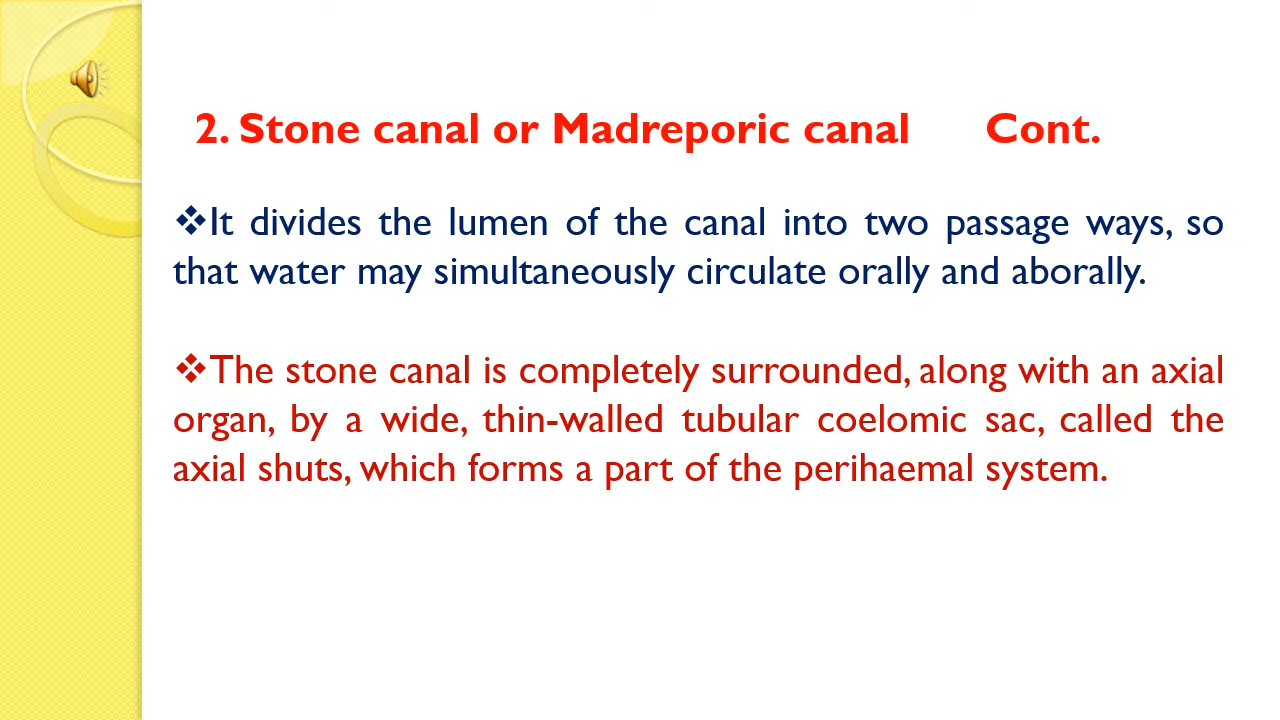 2. Stone canal or Madreporic canal Cont.
❖It divides the lumen of the canal into two passage ways, so
that water may simultaneously circulate orally and aborally.
❖The stone canal is completely surrounded, along with an axial
organ, by a wide, thin-walled tubular coelomic sac, called the
axial shuts, which forms a part of the perihaemal system.